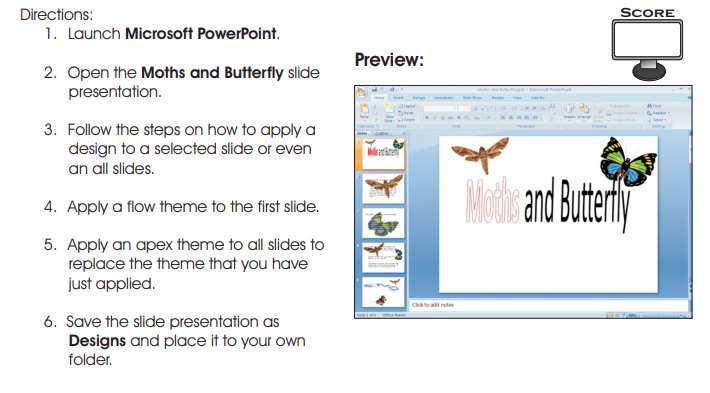 Directions:
1. Launch Microsoft PowerPoint.
2. Open the Moths and Butterfly slide
presentation.
3. Follow the steps on how to apply a
design to a selected slide or even
an all slides.
4. Apply a flow theme to the first slide.
5. Apply an apex theme to all slides to
replace the theme that you have
just applied.
6. Save the slide presentation as
Designs and place it to your own
folder.
SCORE
Preview:
Moths and Butterfly
Moths and Butterfly
Click to add notes